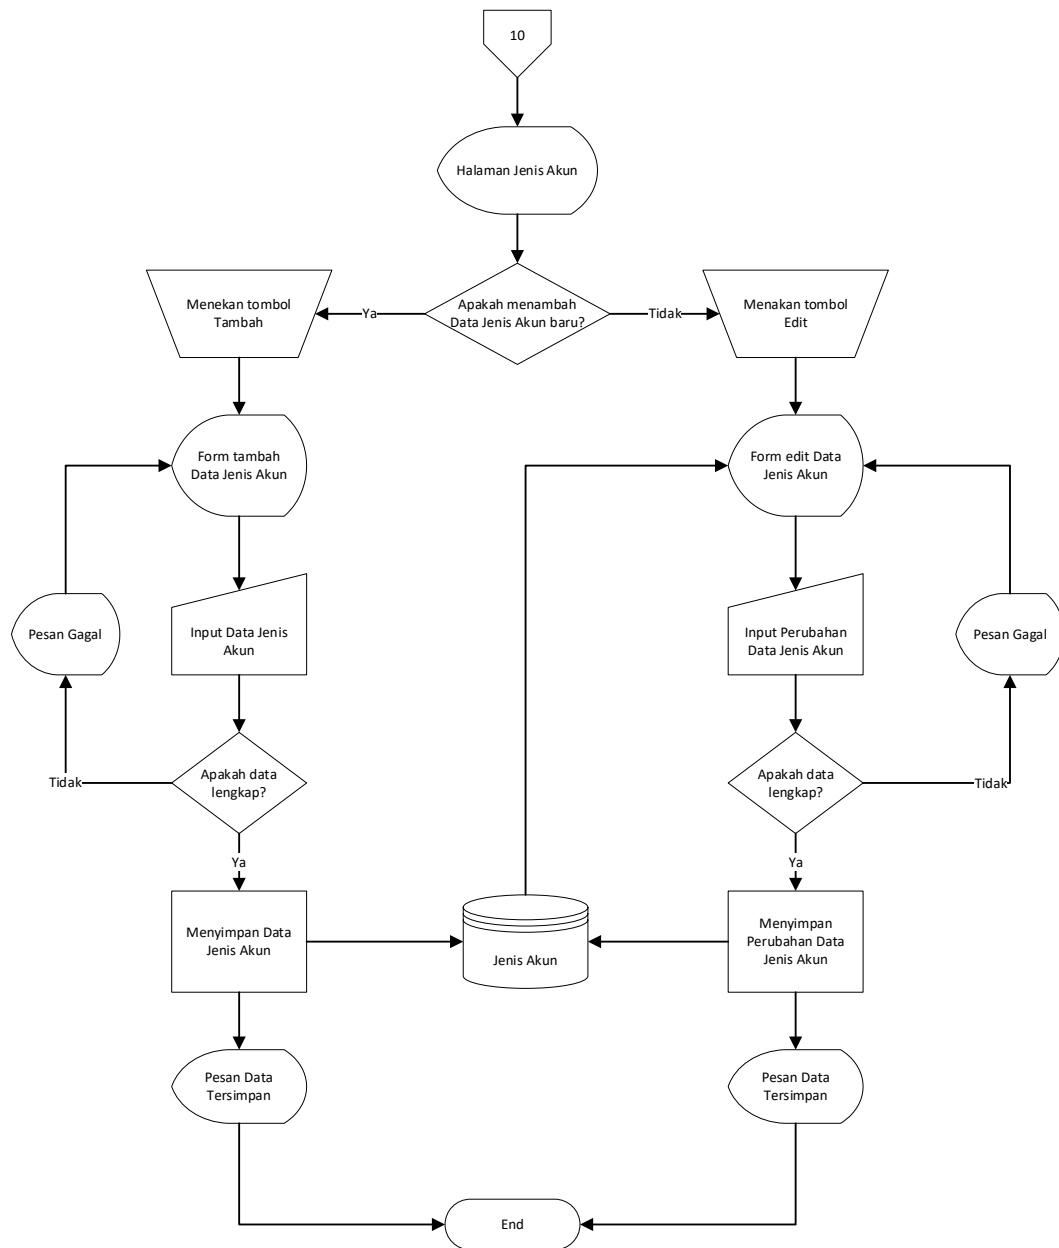 10
Halaman Jenis Akun
Menekan tombol
Tambah
Ya
Apakah menambah
Data Jenis Akun baru?
Tidak
Menakan tombol
Edit
Form tambah
Data Jenis Akun
Form edit Data
Jenis Akun
Pesan Gagal
Input Data Jenis
Akun
Input Perubahan
Data Jenis Akun
Pesan Gagal
Tidak
Apakah data
lengkap?
Apakah data
lengkap?
Tidak
Ya
Ya
Menyimpan Data
Jenis Akun
Jenis Akun
Menyimpan
Perubahan Data
Jenis Akun
Pesan Data
Tersimpan
Pesan Data
Tersimpan
End